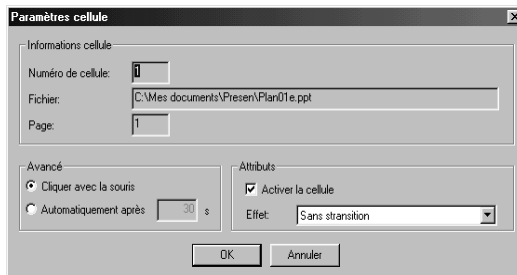 Paramètres cellule
Informations cellule
Numéro de cellule: 1
Fichier: C:\Mes documents\Presen\Plan01e.ppt
Page: 1
Avancé
Cliquer avec la souris
Automatiquement après 30 s
Attributs
Activer la cellule
Effet: Sans stransition
OK Annuler